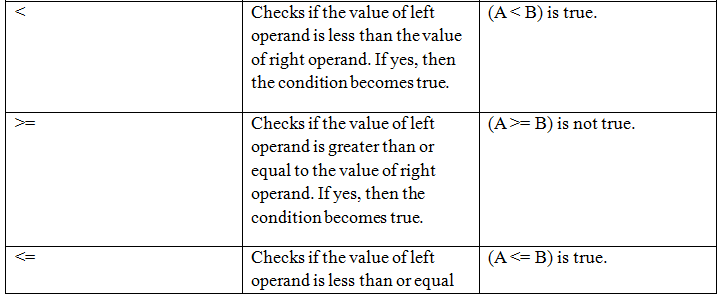 <
Checks if the value of left
operand is less than the value
of right operand. If yes, then
the condition becomes true.
(A < B) is true.
>=
Checks if the value of left
operand is greater than or
equal to the value of right
operand. If yes, then the
condition becomes true.
(A >= B) is not true.
<=
Checks if the value of left
operand is less than or equal
(A <= B) is true.